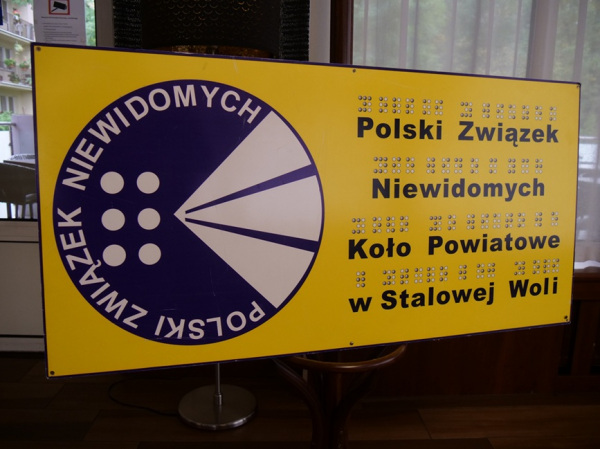 POLSKI ZWIĄZEK NIEWIDOMYCH
Polski Związek
Niewidomych
Koło Powiatowe
w Stalowej Woli